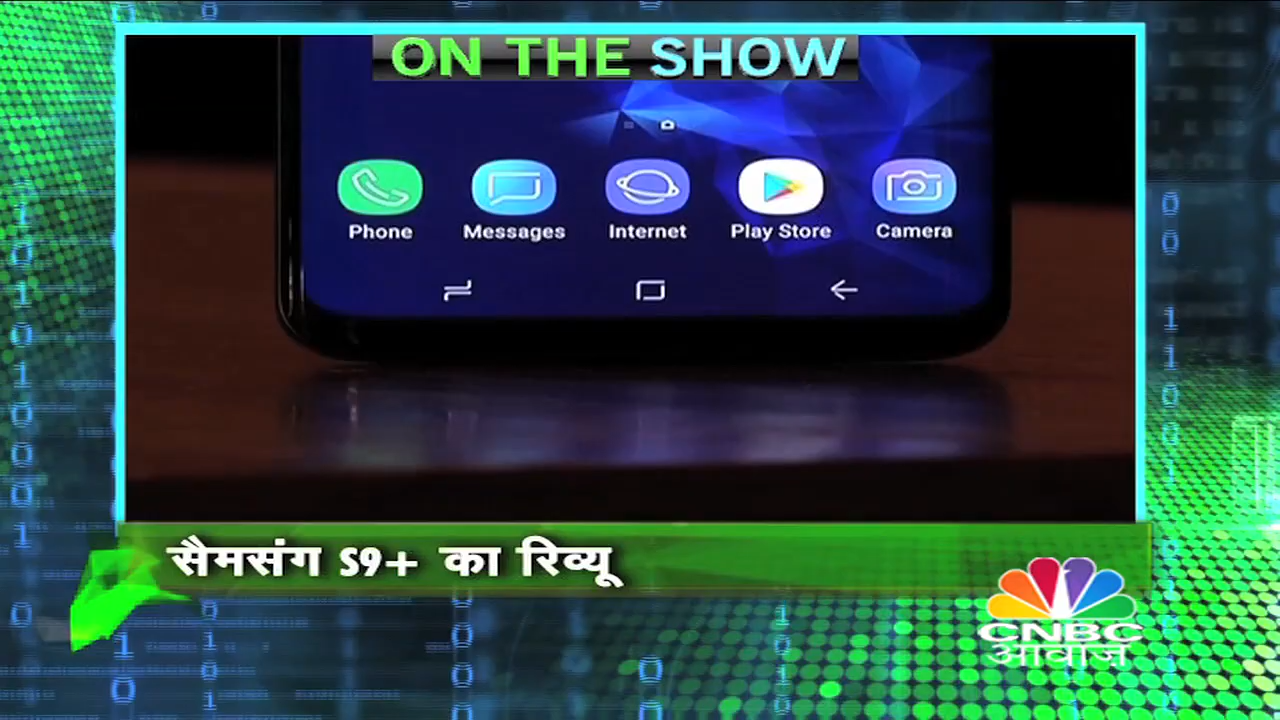 ON THE SHOW
Phone
Messages
Internet
Play Store
Camera
सैमसंग S9+ का रिव्यू
CNBC
आवाज़